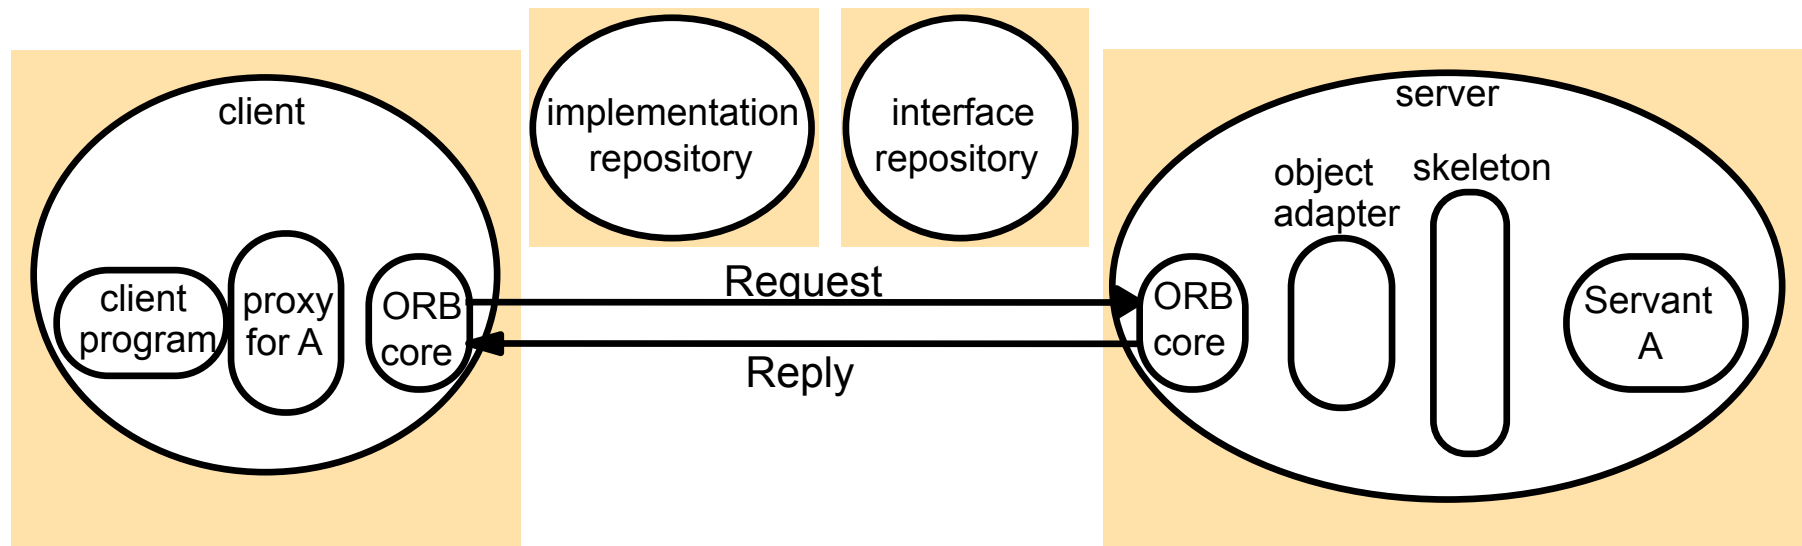 client
implementation
repository
interface
repository
server
object
adapter
skeleton
client
program
proxy
for A
ORB
core
Request
Reply
ORB
core
Servant
A